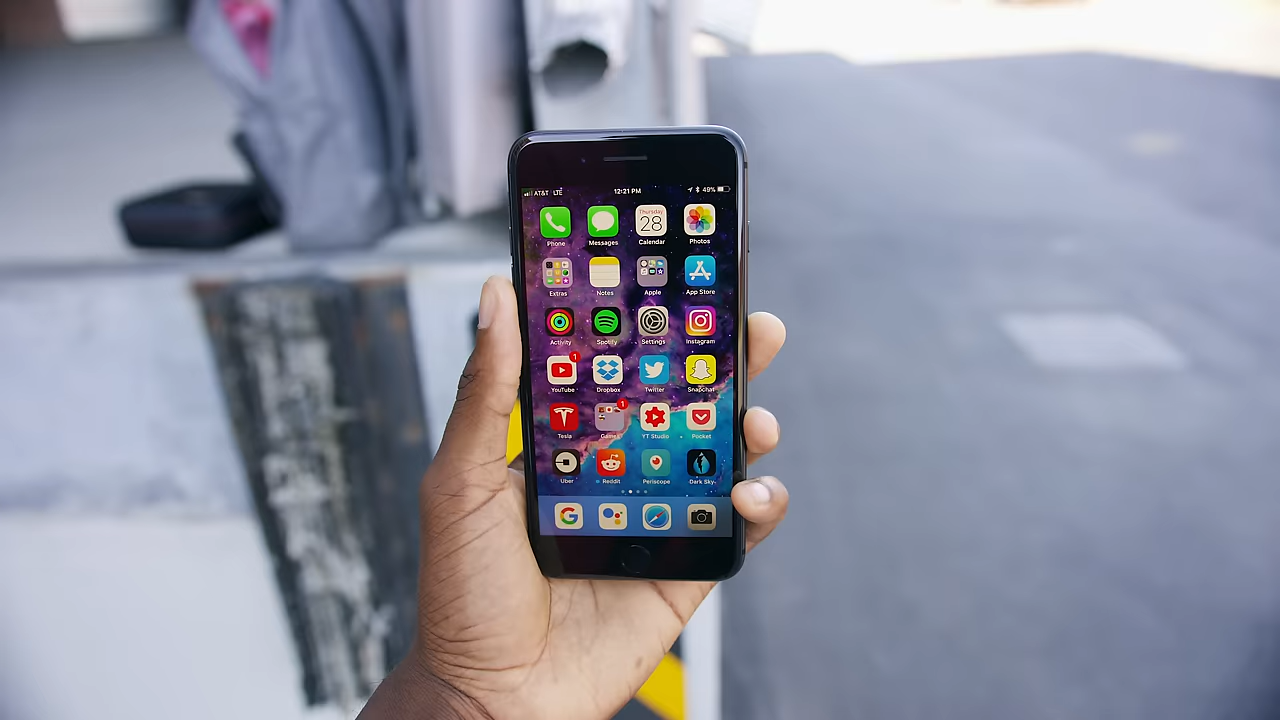 AT&T LTE 12:21 PM 49%
Thursday
28
Phone Messages Calendar Photos
Extras Notes Apple App Store
Activity Spotify Settings Instagram
1
YouTube Dropbox Twitter Snapchat
1
Tesla Games YT Studio Pocket
Uber Reddit Periscope Dark Sky
G